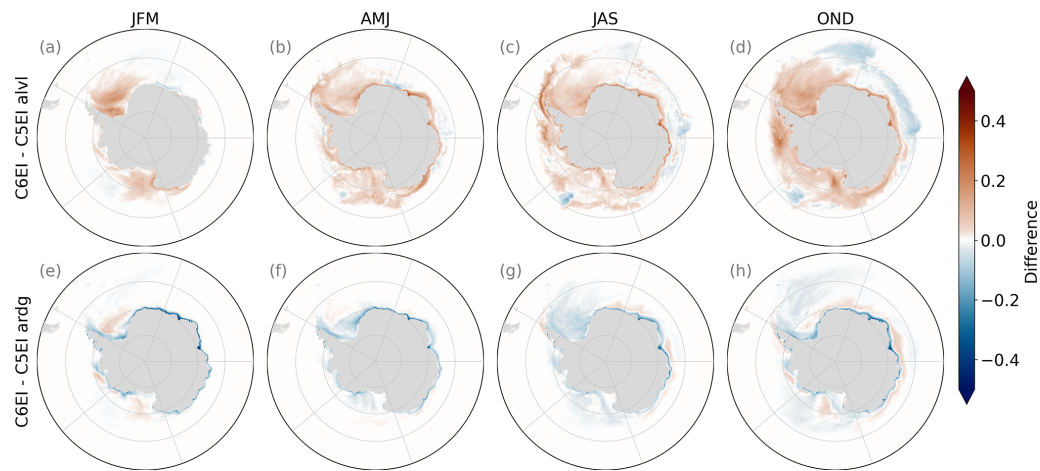 JFM AMJ JAS OND
(a) (b) (c) (d)
C6EI - C5EI alvl
(e) (f) (g) (h)
C6EI - C5EI ardg
0.4
0.2
0.0
−0.2
−0.4
Difference